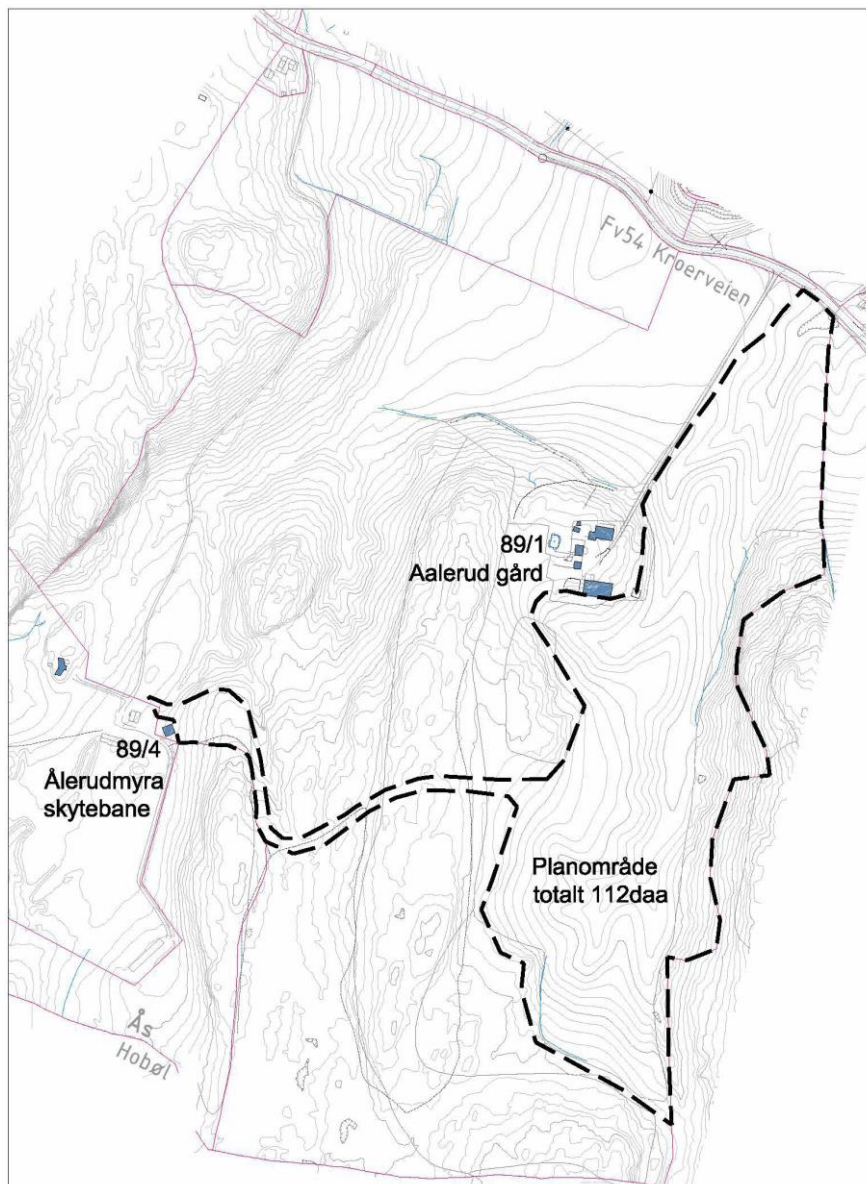 Fv54 Kroerveien
89/1
Aalerud gård
89/4
Ålerudmyra
skytebane
Planområde
totalt 112daa
Ås
Hobøl